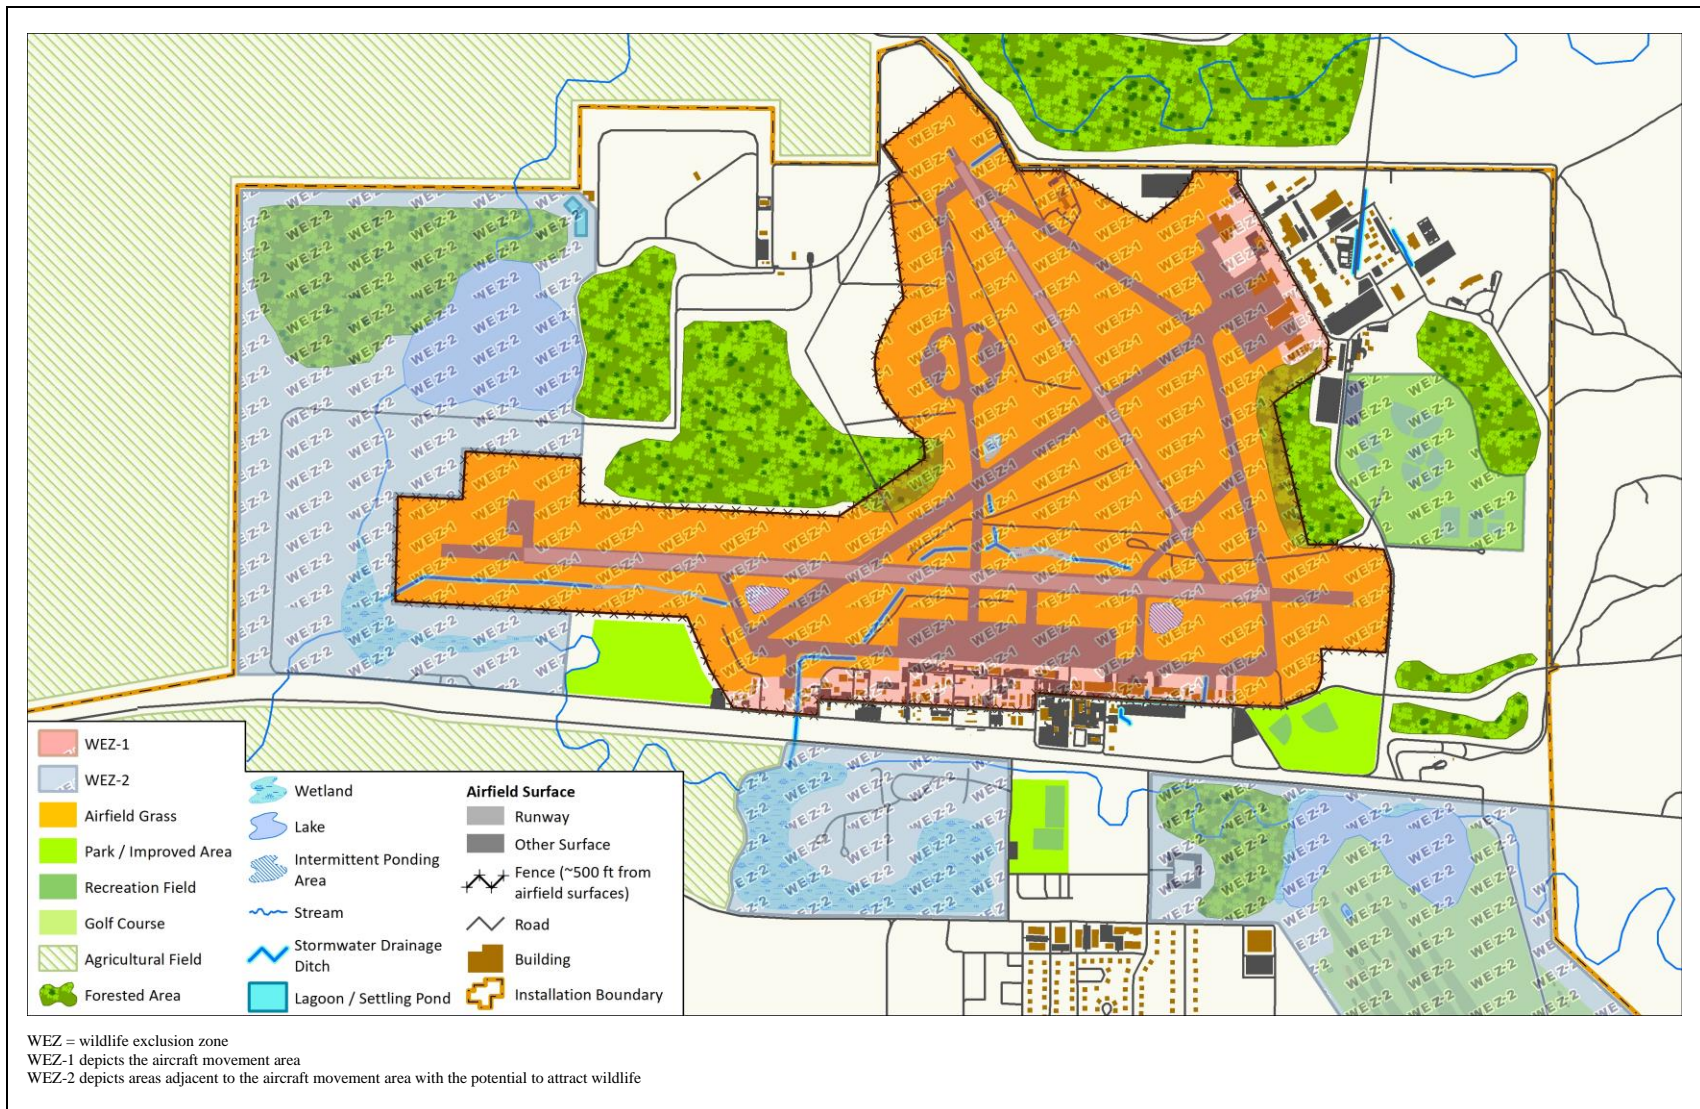 WEZ-1
WEZ-2
Airfield Grass
Park / Improved Area
Recreation Field
Golf Course
Agricultural Field
Forested Area
Wetland
Lake
Intermittent Ponding
Area
Stream
Stormwater Drainage
Ditch
Lagoon / Settling Pond
Airfield Surface
Runway
Other Surface
Fence (~500 ft from
airfield surfaces)
Road
Building
Installation Boundary
WEZ = wildlife exclusion zone
WEZ-1 depicts the aircraft movement area
WEZ-2 depicts areas adjacent to the aircraft movement area with the potential to attract wildlife